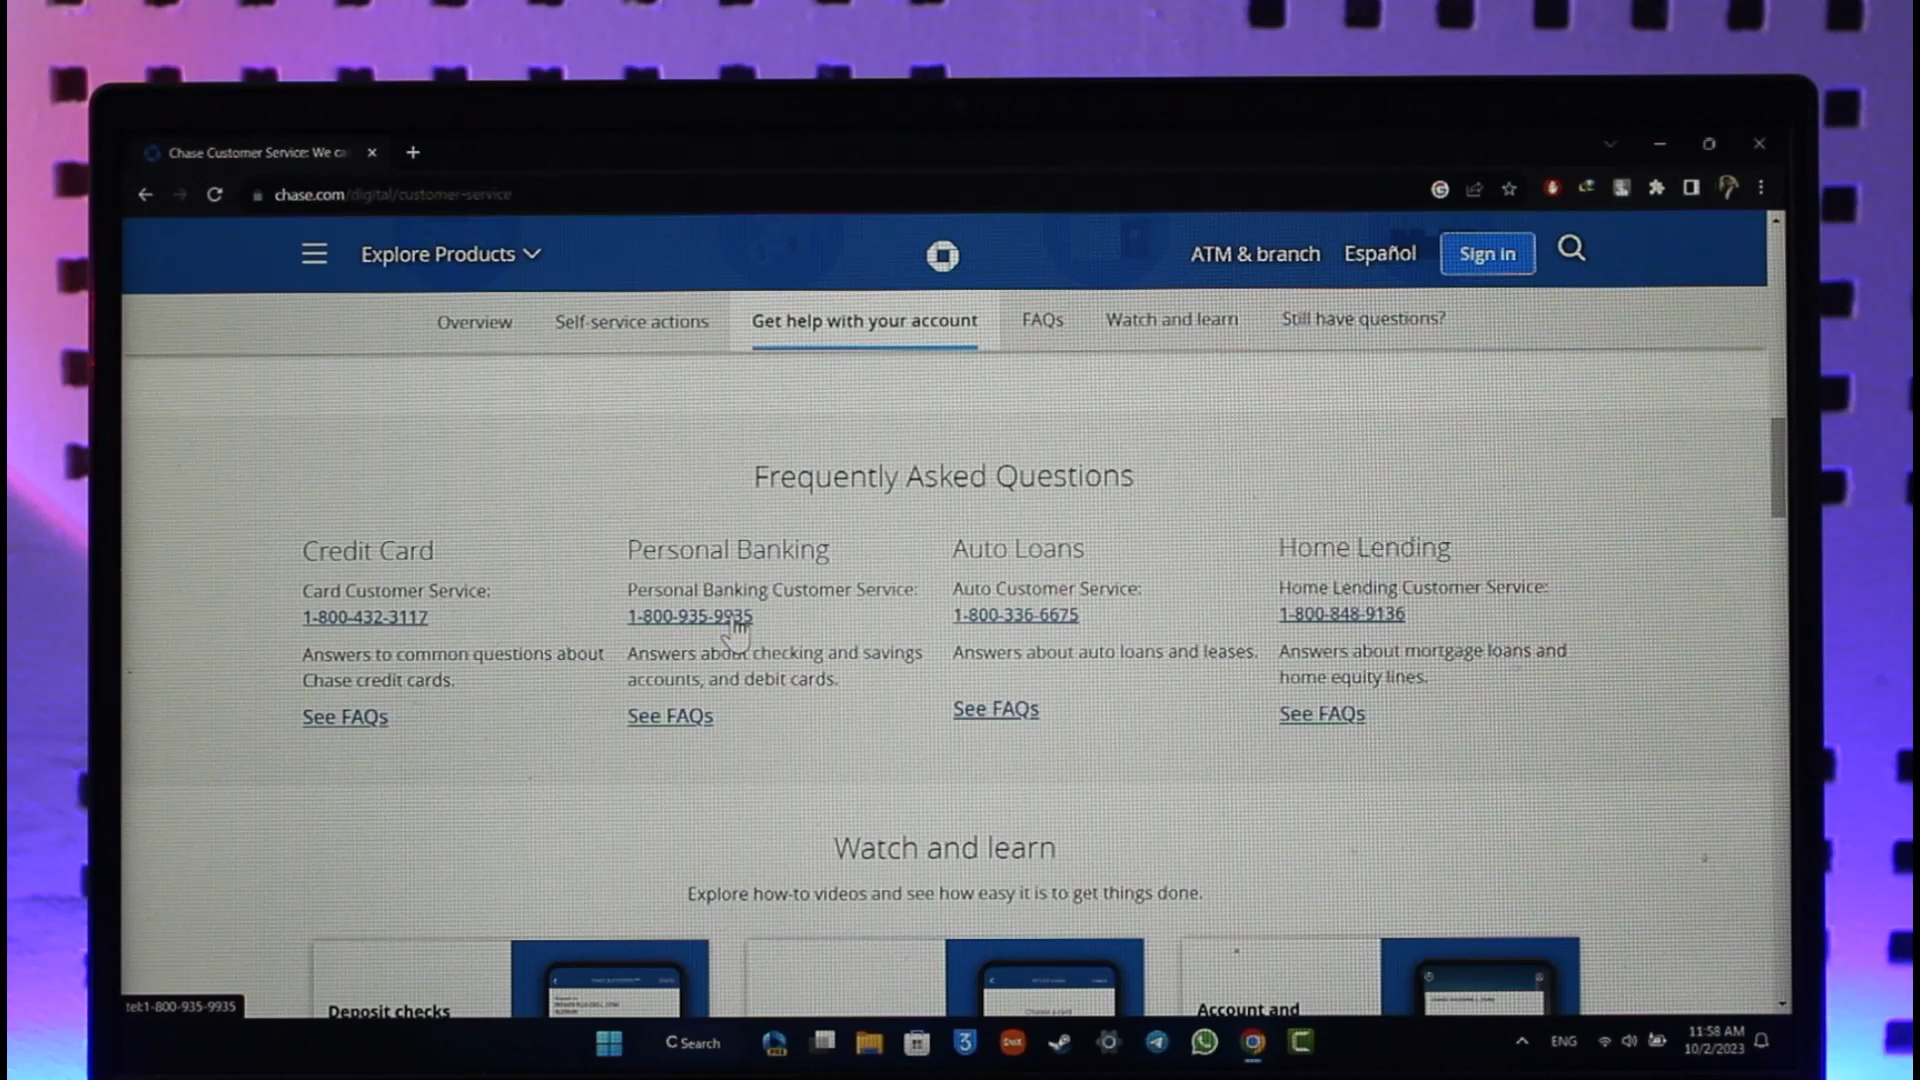 Chase Customer Service: We ca
chase.com/digital/customer-service
Explore Products
ATM & branch Español Sign in
Overview Self-service actions Get help with your account FAQs Watch and learn Still have questions?
Frequently Asked Questions
Credit Card
Card Customer Service:
1-800-432-3117
Answers to common questions about
Chase credit cards.
See FAQs
Personal Banking
Personal Banking Customer Service:
1-800-935-9935
Answers about checking and savings
accounts, and debit cards.
See FAQs
Auto Loans
Auto Customer Service:
1-800-336-6675
Answers about auto loans and leases.
See FAQs
Home Lending
Home Lending Customer Service:
1-800-848-9136
Answers about mortgage loans and
home equity lines.
See FAQs
Watch and learn
Explore how-to videos and see how easy it is to get things done.
Deposit checks
Account and
tel:1-800-935-9935
Search
ENG
11:58 AM
10/2/2023